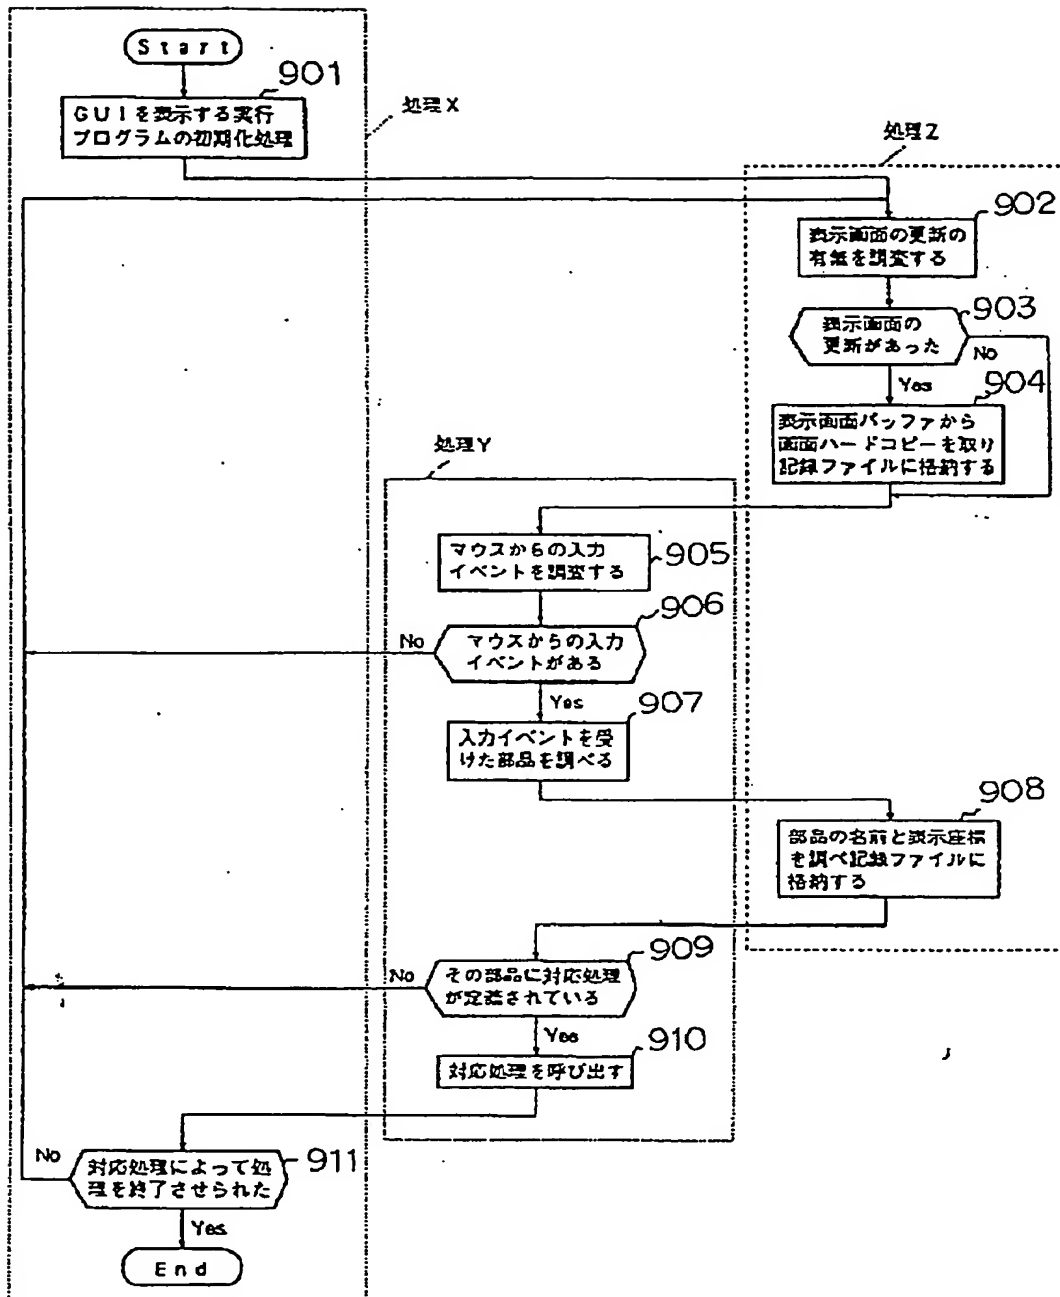 Start
901
GUIを表示する実行
プログラムの初期化処理
処理X
処理Z
902
表示画面の更新の
有無を調査する
903
表示画面の
更新があった
No
Yes
904
表示画面バッファから
画面ハードコピーを取り
記録ファイルに格納する
処理Y
マウスからの入力
イベントを調査する
905
906
No
マウスからの入力
イベントがある
Yes
907
入力イベントを受
けた部品を調べる
908
部品の名前と表示座標
を調べ記録ファイルに
格納する
909
No
その部品に対応処理
が定義されている
Yes
910
対応処理を呼び出す
No
対応処理によって処
理を終了させられた
911
Yes
End